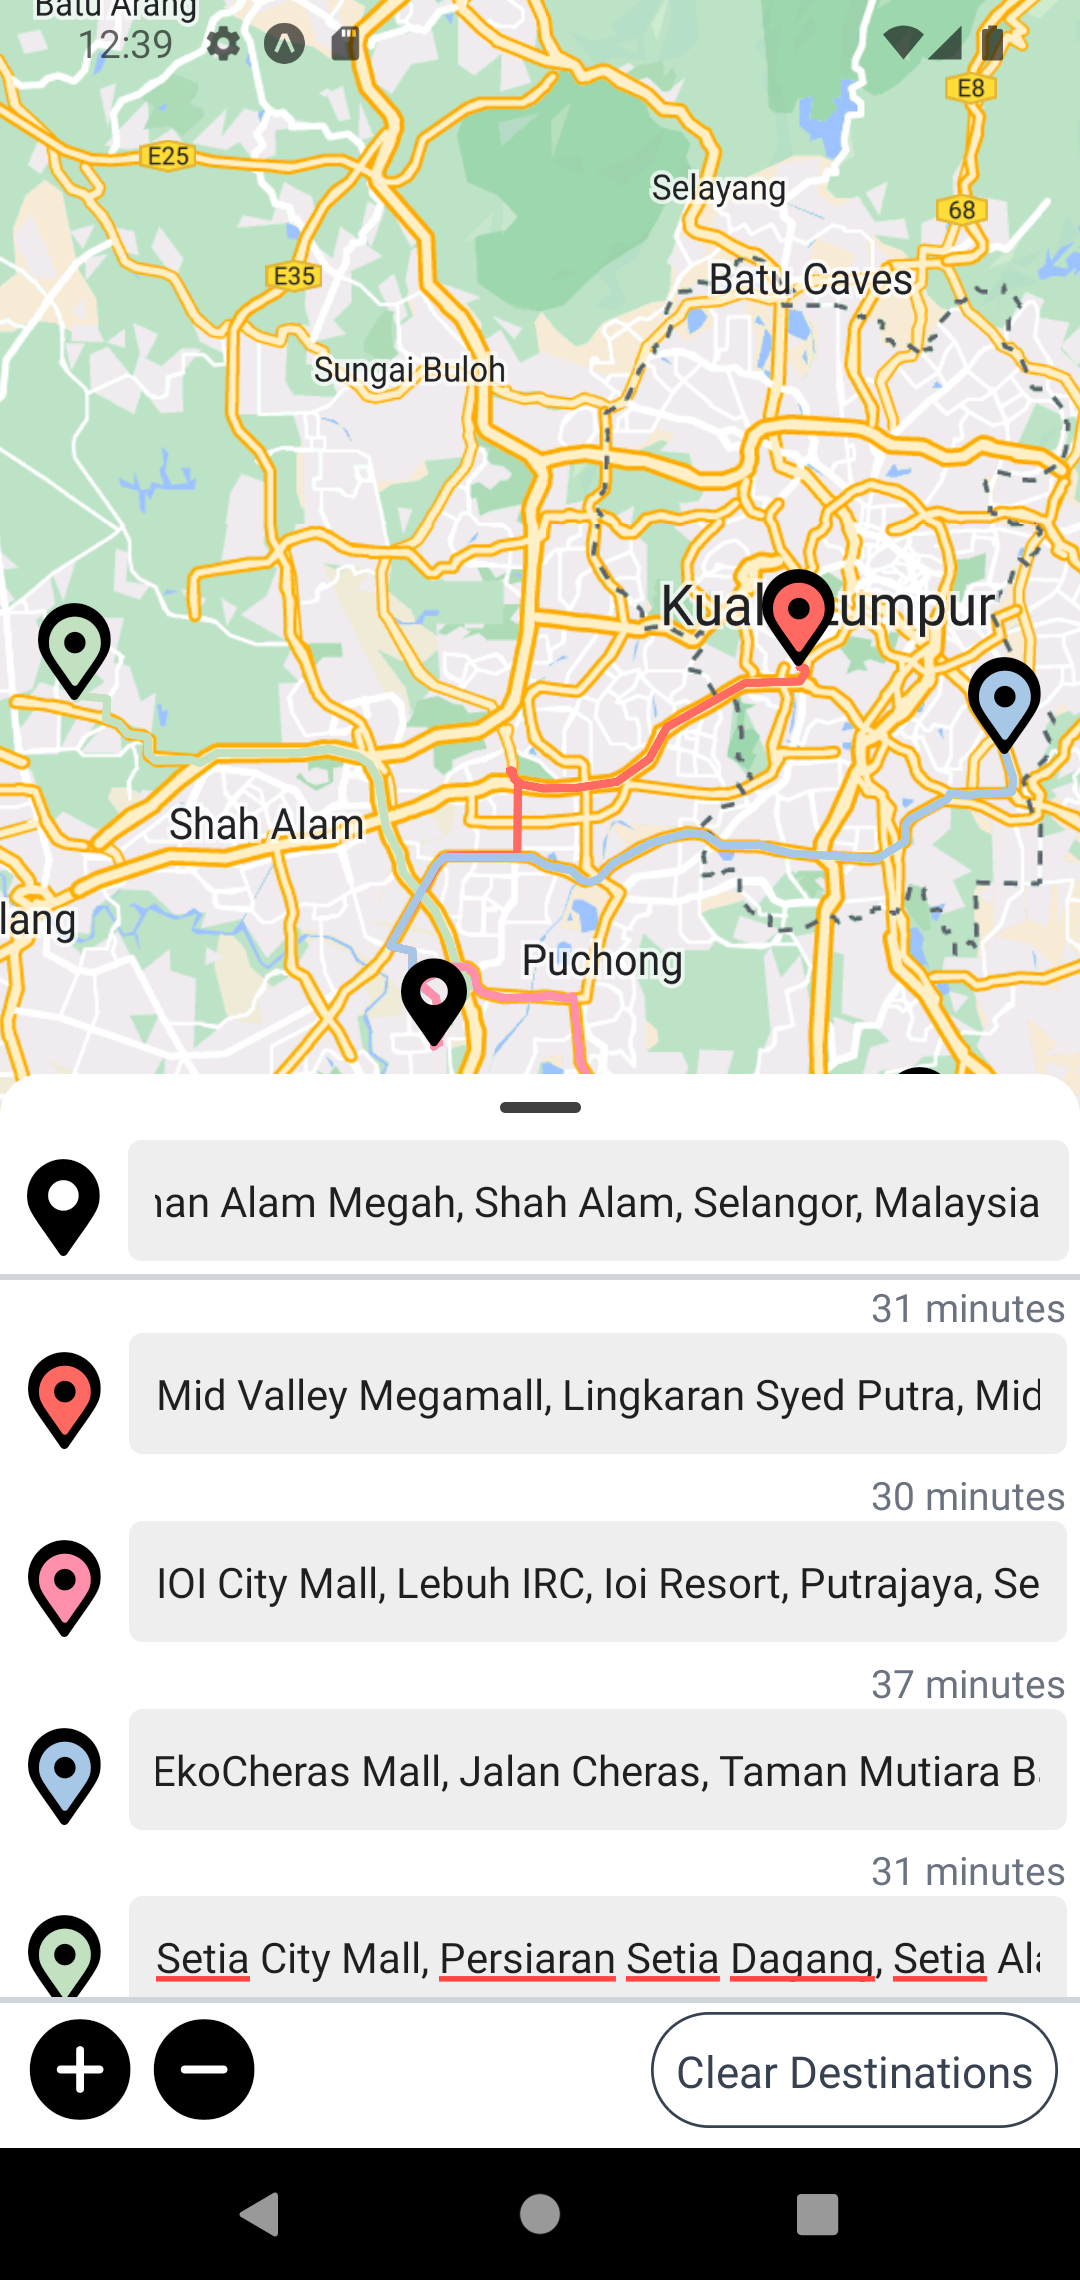 Batu Arang
12:39
E8
E25
Selayang
68
E35
Batu Caves
Sungai Buloh
Kuala Lumpur
Shah Alam
lang
Puchong
an Alam Megah, Shah Alam, Selangor, Malaysia
31 minutes
Mid Valley Megamall, Lingkaran Syed Putra, Mid
30 minutes
IOI City Mall, Lebuh IRC, Ioi Resort, Putrajaya, Se
37 minutes
EkoCheras Mall, Jalan Cheras, Taman Mutiara Ba
31 minutes
Setia City Mall, Persiaran Setia Dagang, Setia Ala
Clear Destinations